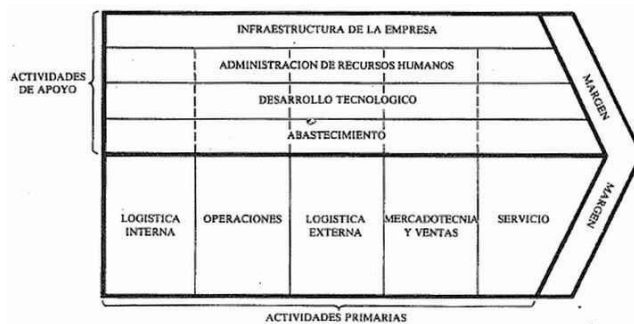 INFRAESTRUCTURA DE LA EMPRESA
ADMINISTRACION DE RECURSOS HUMANOS
DESARROLLO TECNOLOGICO
ABASTECIMIENTO
ACTIVIDADES
DE APOYO
MARGEN
MARGEN
LOGISTICA
INTERNA
OPERACIONES
LOGISTICA
EXTERNA
MERCADOTECNIA
Y VENTAS
SERVICIO
ACTIVIDADES PRIMARIAS